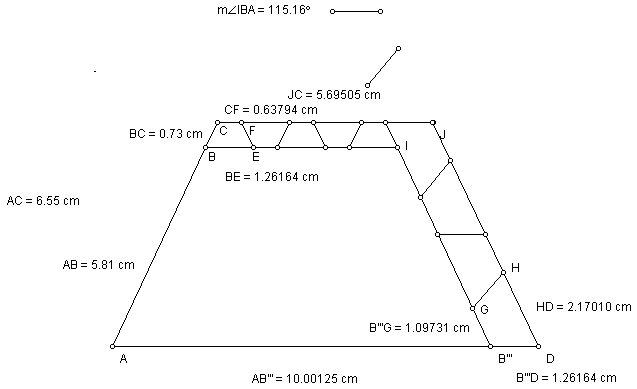 m∠IBA = 115.16°
JC = 5.69505 cm
CF = 0.63794 cm
C F J
BC = 0.73 cm
B E I
BE = 1.26164 cm
AC = 6.55 cm
AB = 5.81 cm
H
G
HD = 2.17010 cm
B'''G = 1.09731 cm
A B''' D
AB''' = 10.00125 cm
B'''D = 1.26164 cm